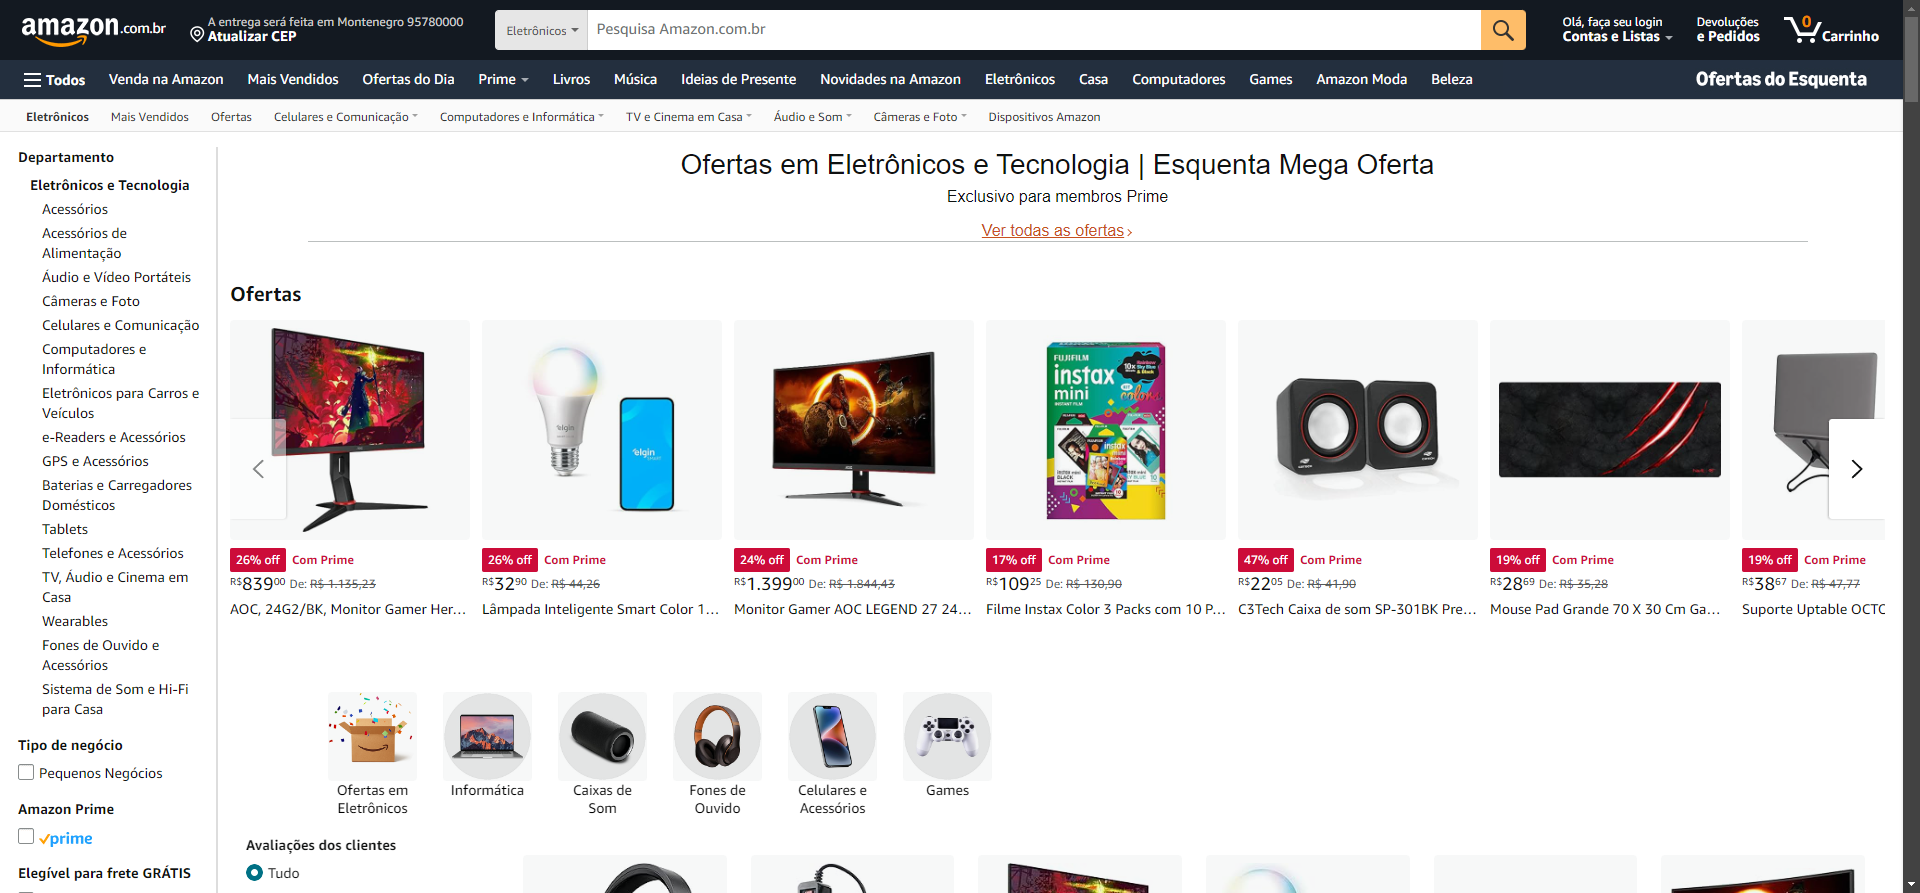 amazon.com.br
A entrega será feita em Montenegro 95780000
Atualizar CEP
Eletrônicos
Pesquisa Amazon.com.br
Olá, faça seu login
Contas e Listas
Devoluções
e Pedidos
0
Carrinho
Todos
Venda na Amazon
Mais Vendidos
Ofertas do Dia
Prime
Livros
Música
Ideias de Presente
Novidades na Amazon
Eletrônicos
Casa
Computadores
Games
Amazon Moda
Beleza
Ofertas do Esquenta
Eletrônicos
Mais Vendidos
Ofertas
Celulares e Comunicação
Computadores e Informática
TV e Cinema em Casa
Áudio e Som
Câmeras e Foto
Dispositivos Amazon
Departamento
Eletrônicos e Tecnologia
Acessórios
Acessórios de
Alimentação
Áudio e Vídeo Portáteis
Câmeras e Foto
Celulares e Comunicação
Computadores e
Informática
Eletrônicos para Carros e
Veículos
e-Readers e Acessórios
GPS e Acessórios
Baterias e Carregadores
Domésticos
Tablets
Telefones e Acessórios
TV, Áudio e Cinema em
Casa
Wearables
Fones de Ouvido e
Acessórios
Sistema de Som e Hi-Fi
para Casa
Tipo de negócio
Pequenos Negócios
Amazon Prime
prime
Elegível para frete GRÁTIS
Ofertas em Eletrônicos e Tecnologia | Esquenta Mega Oferta
Exclusivo para membros Prime
Ver todas as ofertas ›
Ofertas
elgin
elgin
FUJIFILM
instax
mini
INSTANT FILM
26% off Com Prime
R$83900 De: R$ 1.135,23
AOC, 24G2/BK, Monitor Gamer Her...
26% off Com Prime
R$3290 De: R$ 44,26
Lâmpada Inteligente Smart Color 1...
24% off Com Prime
R$1.39900 De: R$ 1.844,43
Monitor Gamer AOC LEGEND 27 24...
17% off Com Prime
R$10925 De: R$ 130,90
Filme Instax Color 3 Packs com 10 P...
47% off Com Prime
R$2205 De: R$ 41,90
C3Tech Caixa de som SP-301BK Pre...
19% off Com Prime
R$2869 De: R$ 35,28
Mouse Pad Grande 70 X 30 Cm Ga...
19% off Com Prime
R$3867 De: R$ 47,77
Suporte Uptable OCTO
Ofertas em
Eletrônicos
Informática
Caixas de
Som
Fones de
Ouvido
Celulares e
Acessórios
Games
Avaliações dos clientes
Tudo